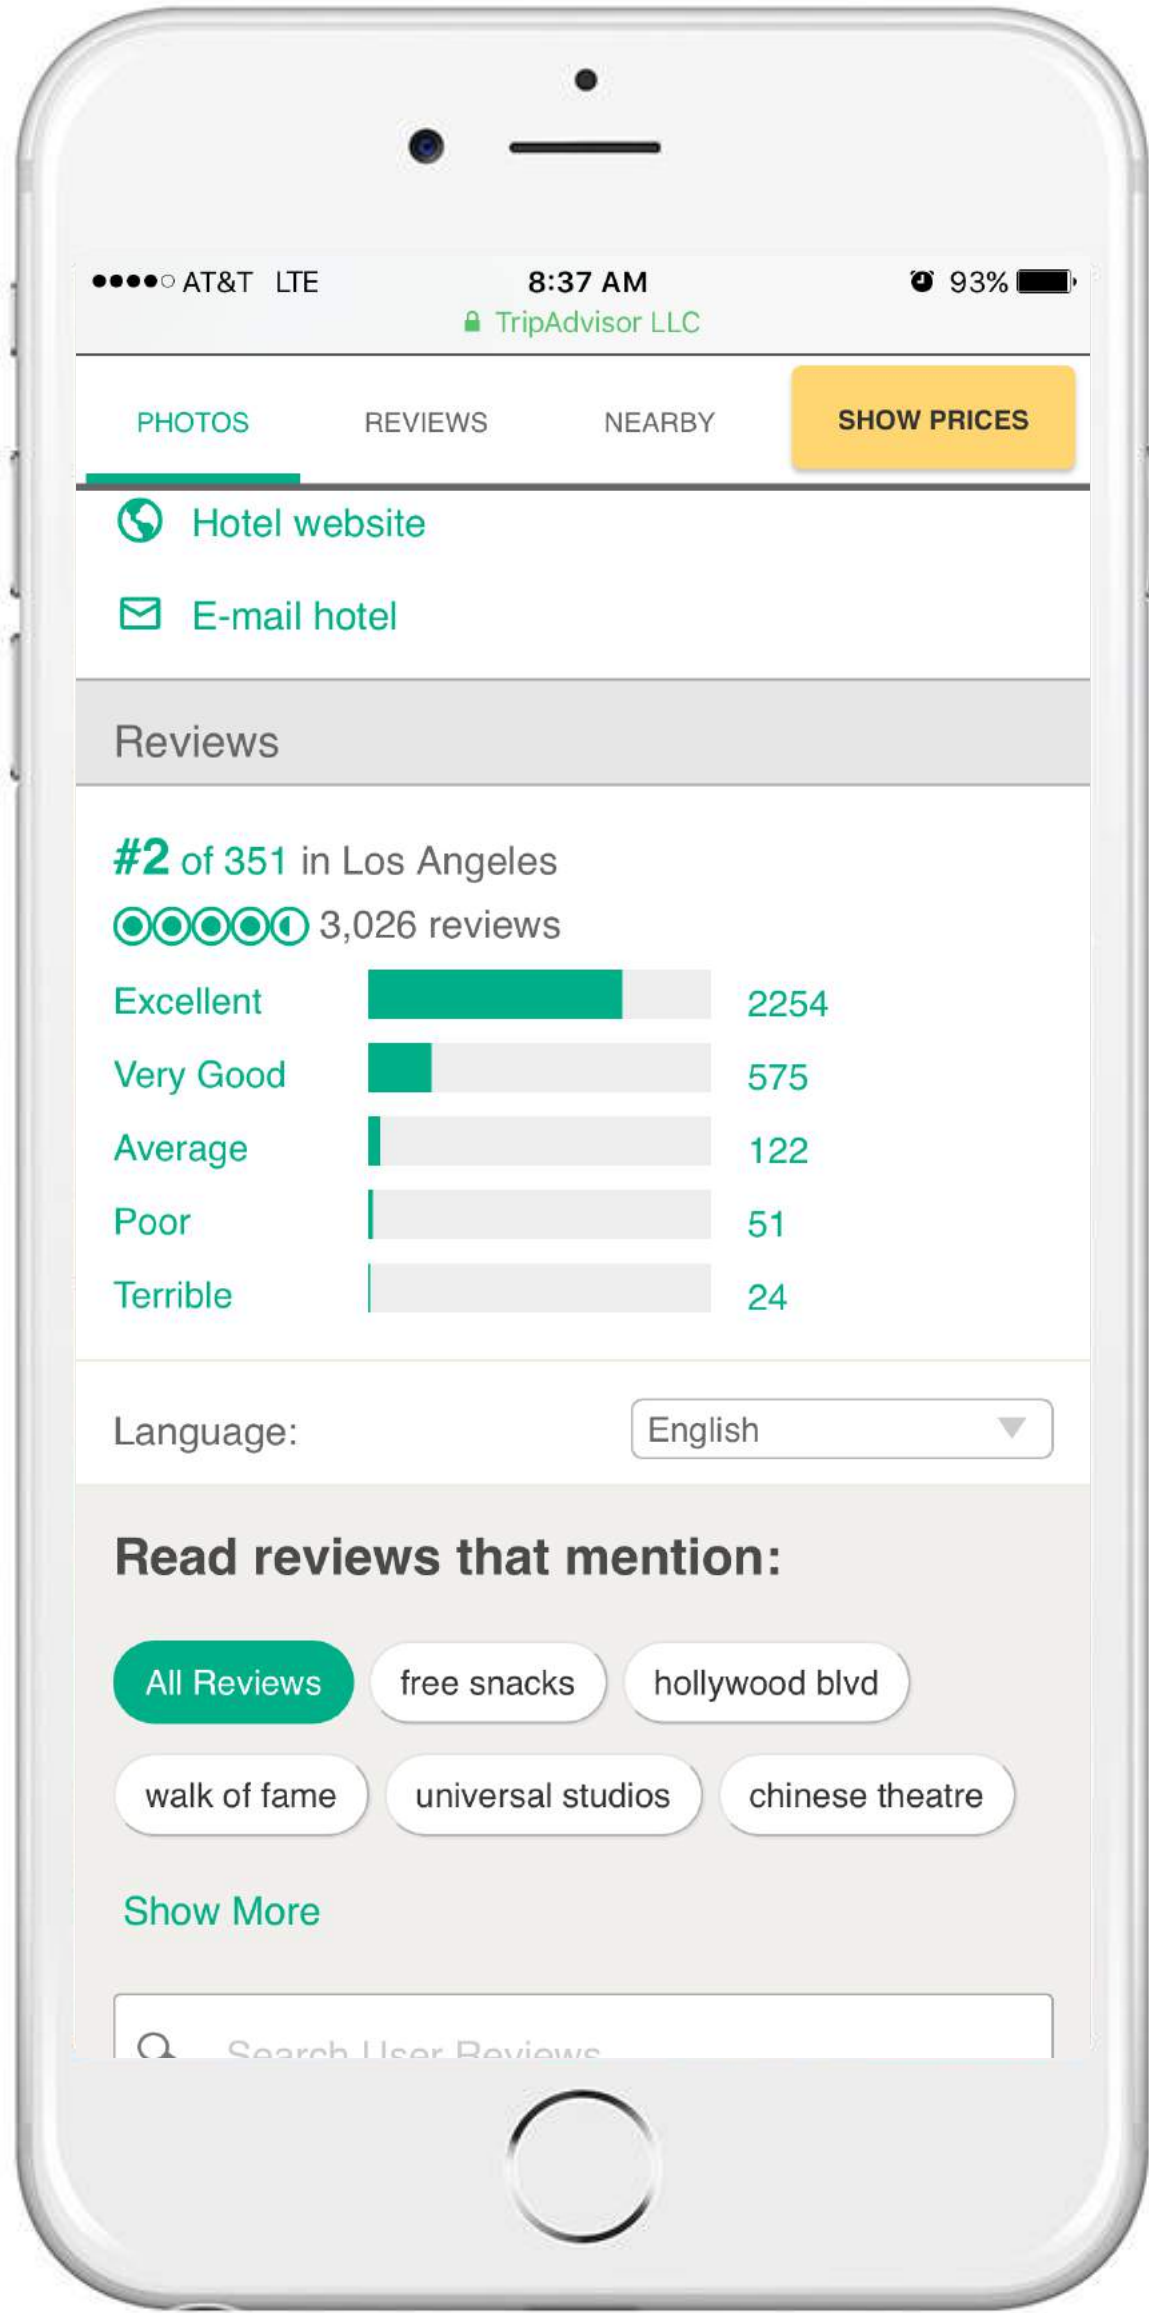 AT&T LTE 8:37 AM 93%
TripAdvisor LLC
PHOTOS REVIEWS NEARBY SHOW PRICES
Hotel website
E-mail hotel
Reviews
#2 of 351 in Los Angeles
3,026 reviews
Excellent 2254
Very Good 575
Average 122
Poor 51
Terrible 24
Language: English
Read reviews that mention:
All Reviews free snacks hollywood blvd
walk of fame universal studios chinese theatre
Show More
Search User Reviews